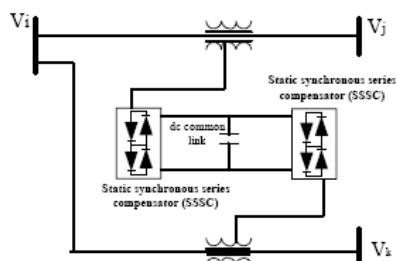 Vi
Vj
Static synchronous series
compensator (SSSC)
dc common
link
Static synchronous series
compensator (SSSC)
Vk